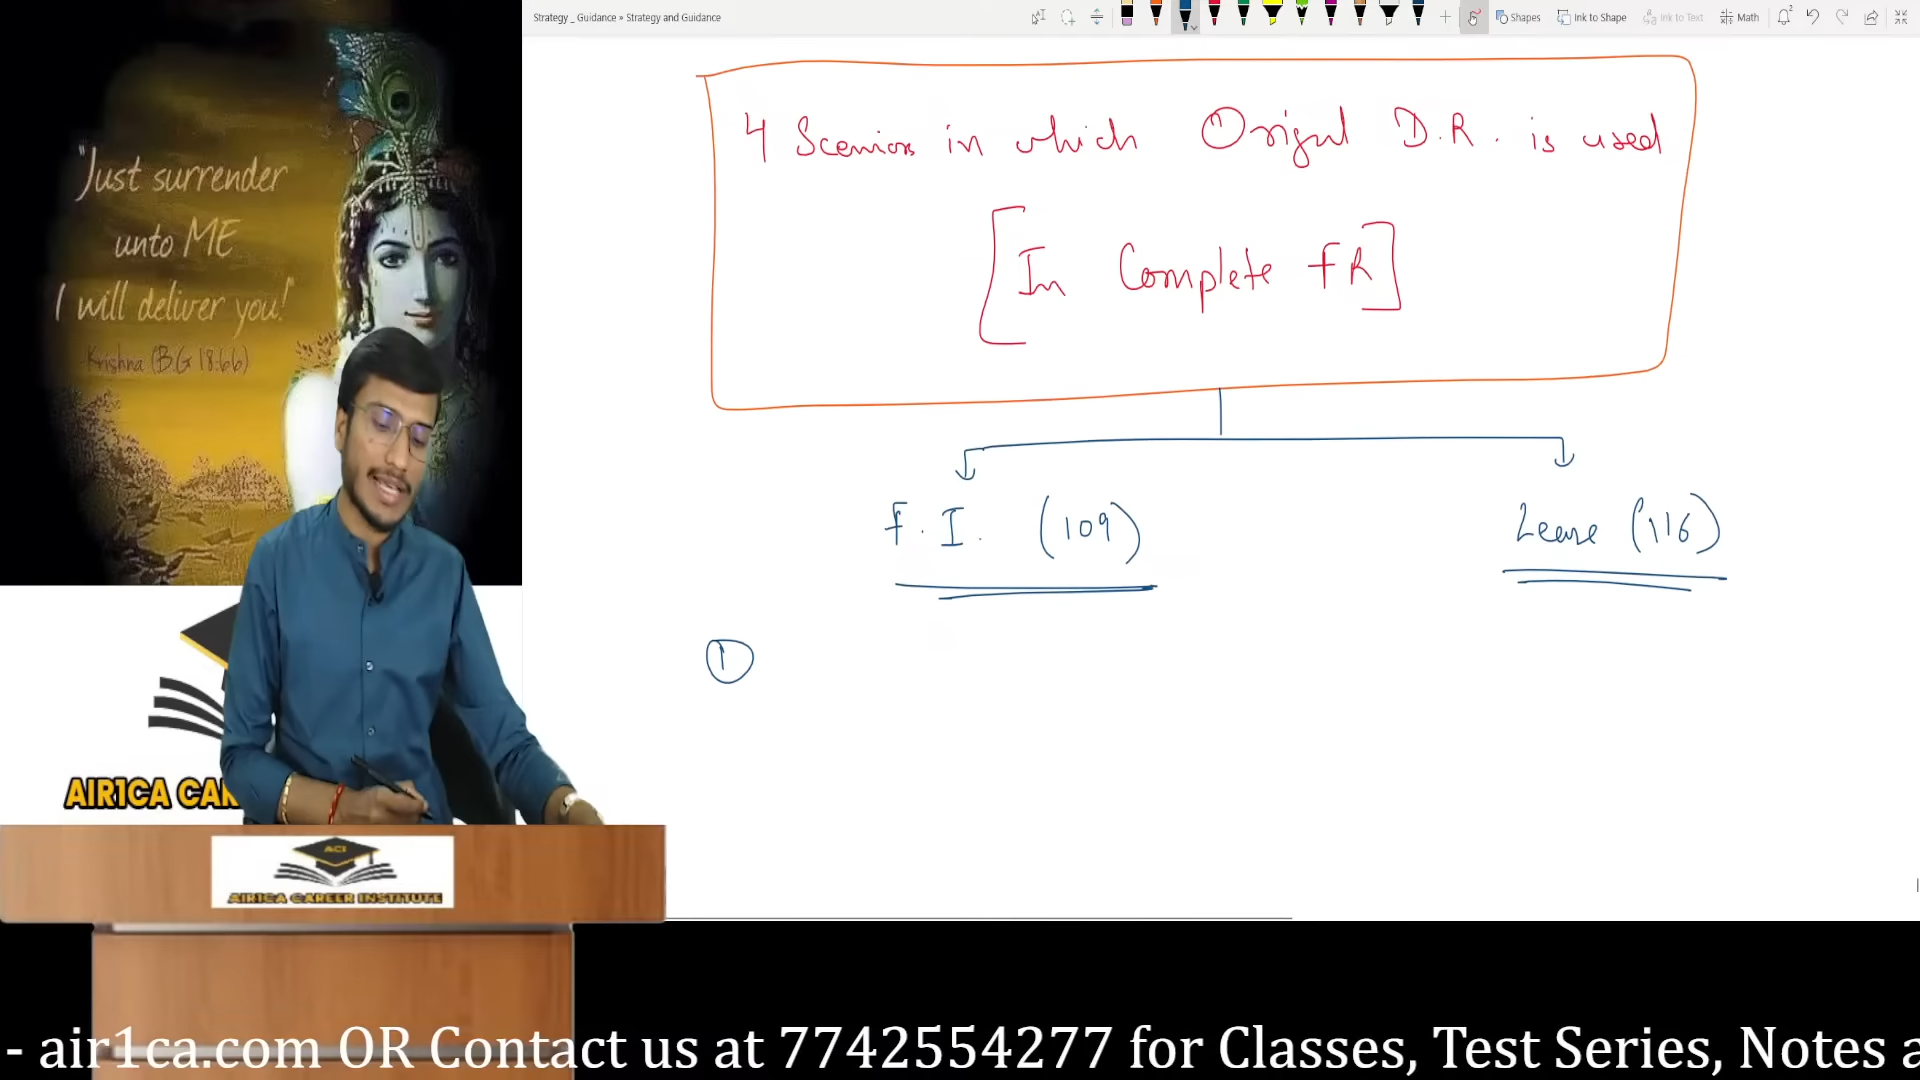 Strategy _ Guidance » Strategy and Guidance
Shapes
Ink to Shape
Ink to Text
Math
"Just surrender
unto ME
I will deliver you!"
- Krishna (BG 18:66)
4 Scenios in which Original D.R. is used
[In Complete FR]
F. I. (109)
Lease (116)
1
AIR1CA CAR
ACI
AIR1CA CAREER INSTITUTE
- air1ca.com OR Contact us at 7742554277 for Classes, Test Series, Notes a